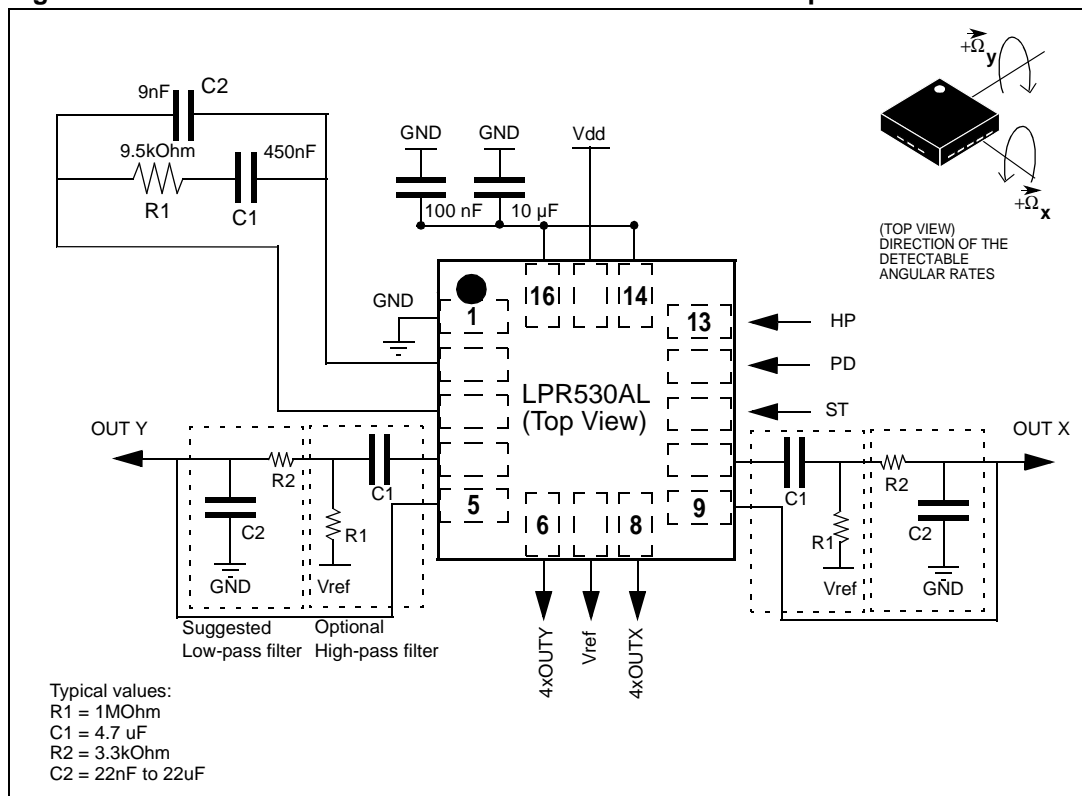 9nF
C2
9.5kOhm
450nF
R1
C1
GND
GND
Vdd
100 nF
10 µF
+Ω y
+Ω x
(TOP VIEW)
DIRECTION OF THE
DETECTABLE
ANGULAR RATES
GND
1
16
14
13
HP
PD
ST
LPR530AL
(Top View)
OUT Y
R2
C1
C2
R1
GND
Vref
5
6
8
9
OUT X
C1
R2
R1
C2
Vref
GND
Suggested
Low-pass filter
Optional
High-pass filter
4xOUTY
Vref
4xOUTX
Typical values:
R1 = 1MOhm
C1 = 4.7 uF
R2 = 3.3kOhm
C2 = 22nF to 22uF